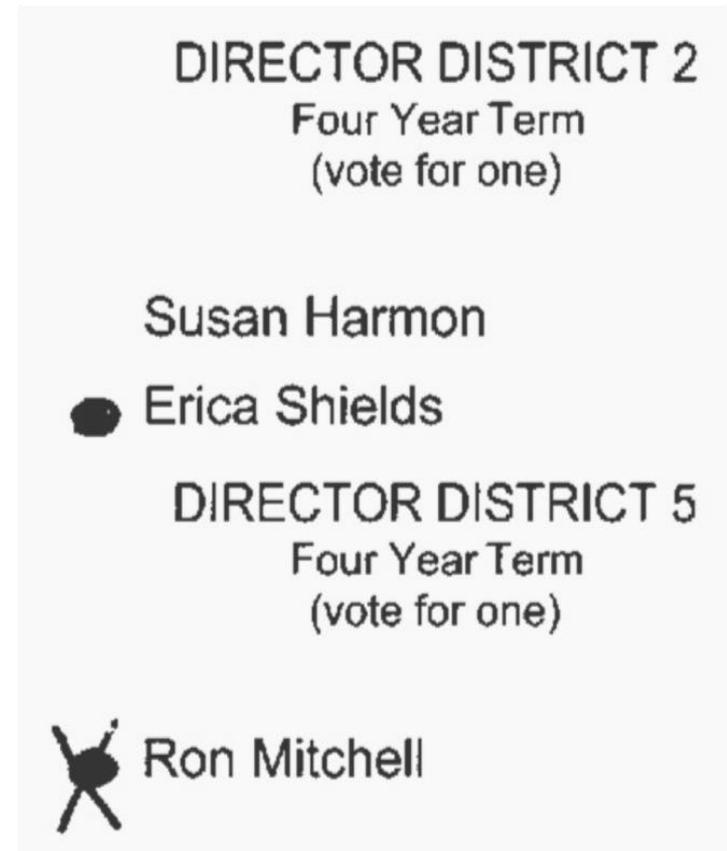 DIRECTOR DISTRICT 2
Four Year Term
(vote for one)
Susan Harmon
Erica Shields
DIRECTOR DISTRICT 5
Four Year Term
(vote for one)
Ron Mitchell